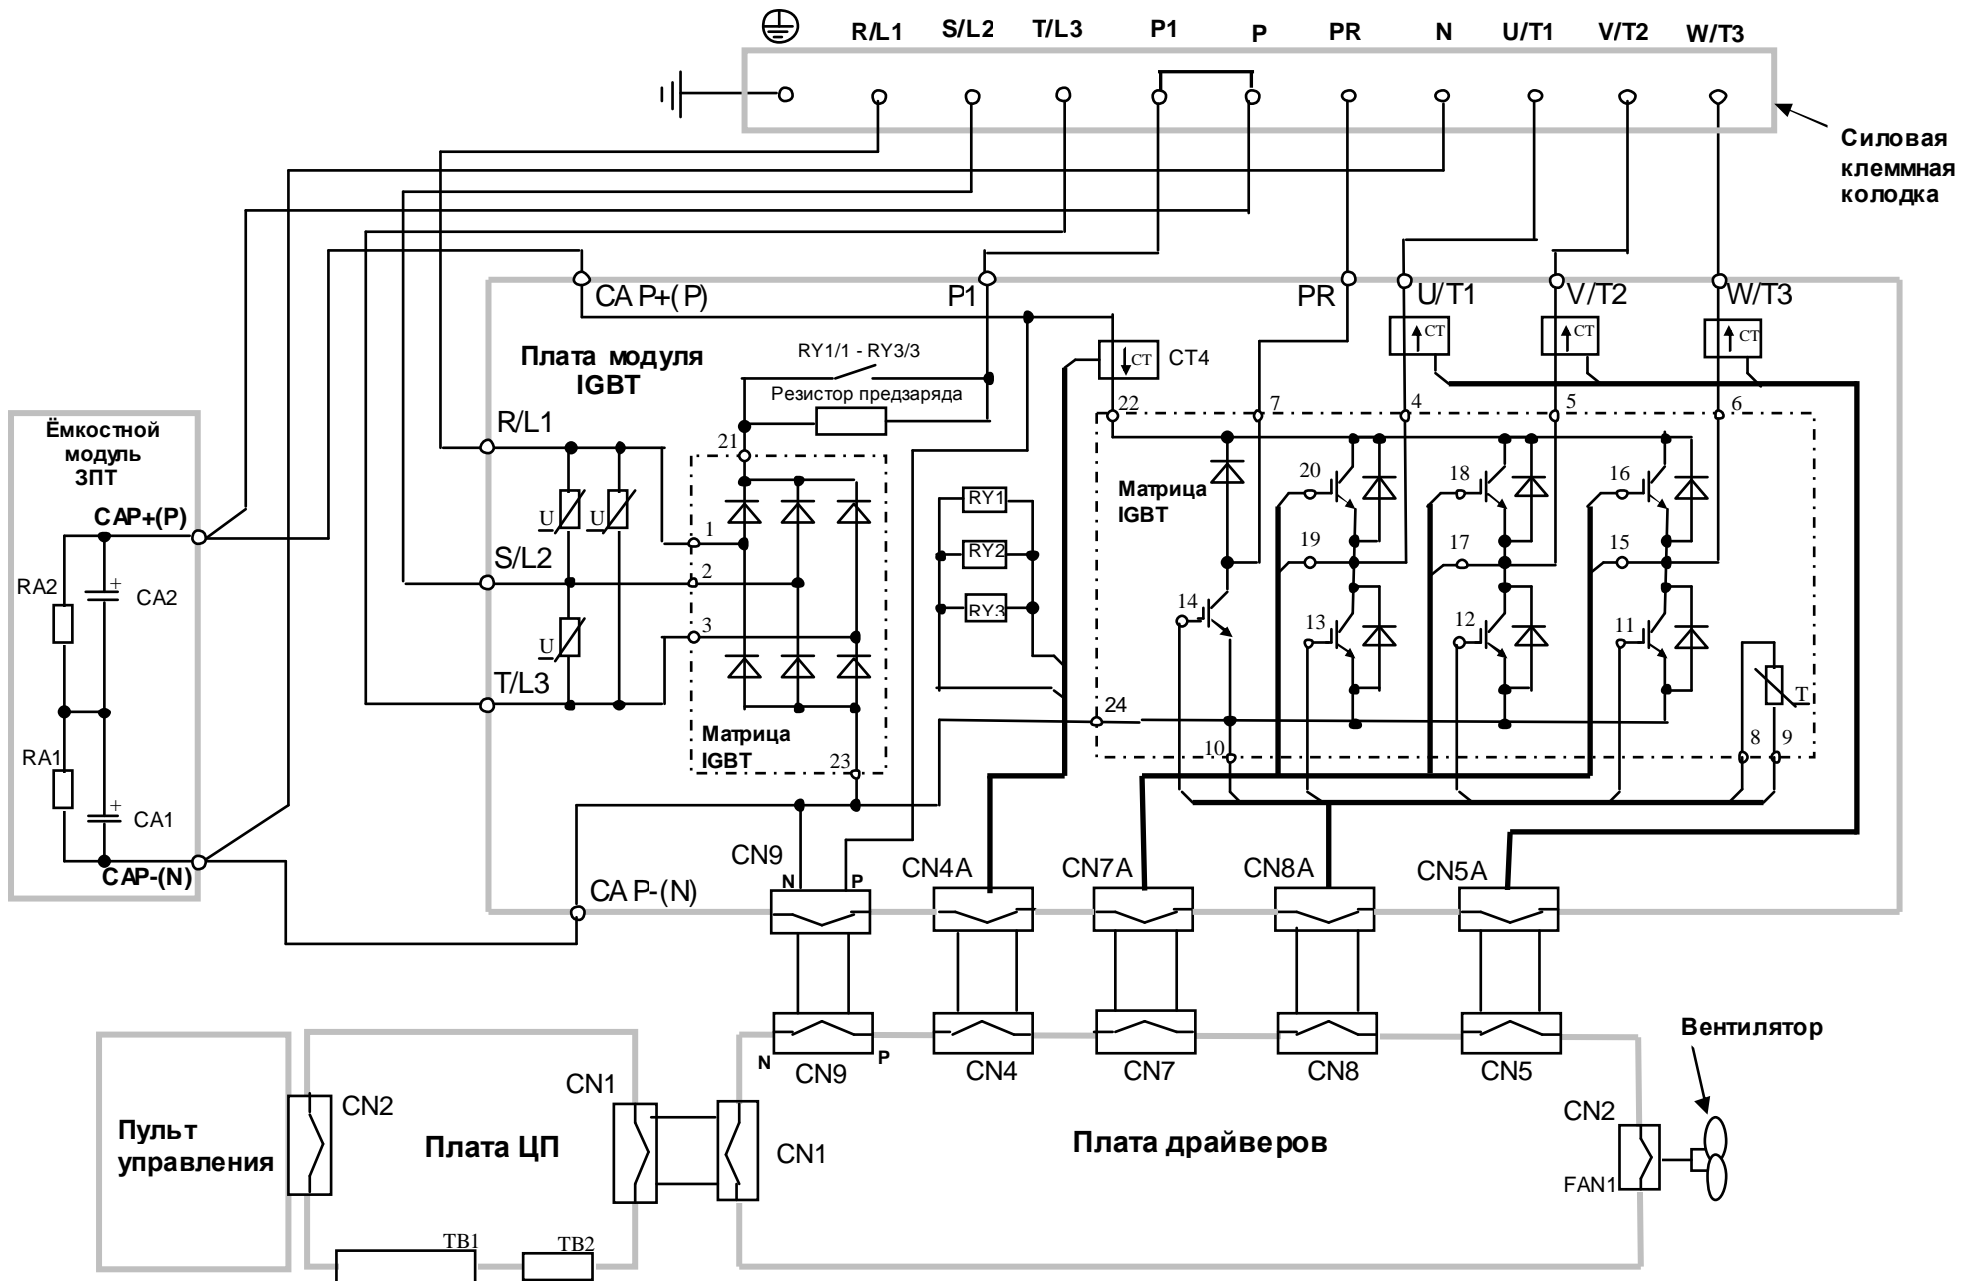 R/L1 S/L2 T/L3 P1 P PR N U/T1 V/T2 W/T3
Силовая
клеммная
колодка
CAP+(P) P1 PR U/T1 V/T2 W/T3
Плата модуля
IGBT
RY1/1 - RY3/3
Резистор предзаряда
CT CT4
CT CT CT
Ёмкостной
модуль
ЗПТ
CAP+(P)
RA2 + CA2
RA1 + CA1
CAP-(N)
R/L1
S/L2
T/L3
U U
U
21
1
2
3
Матрица
IGBT
23
RY1
RY2
RY3
22 7 4 5 6
Матрица
IGBT
20 18 16
19 17 15
14 13 12 11
T
24
10 8 9
CAP-(N)
CN9 CN4A CN7A CN8A CN5A
N P
N P
CN9 CN4 CN7 CN8 CN5
Вентилятор
Пульт
управления
CN2
Плата ЦП
CN1
CN1
Плата драйверов
CN2
FAN1
TB1 TB2